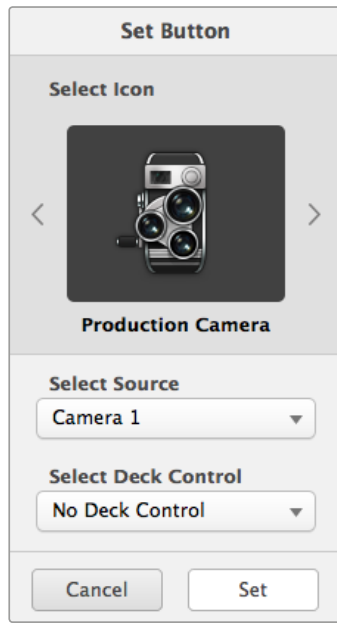 Set Button
Select Icon
Production Camera
Select Source
Camera 1
Select Deck Control
No Deck Control
Cancel Set